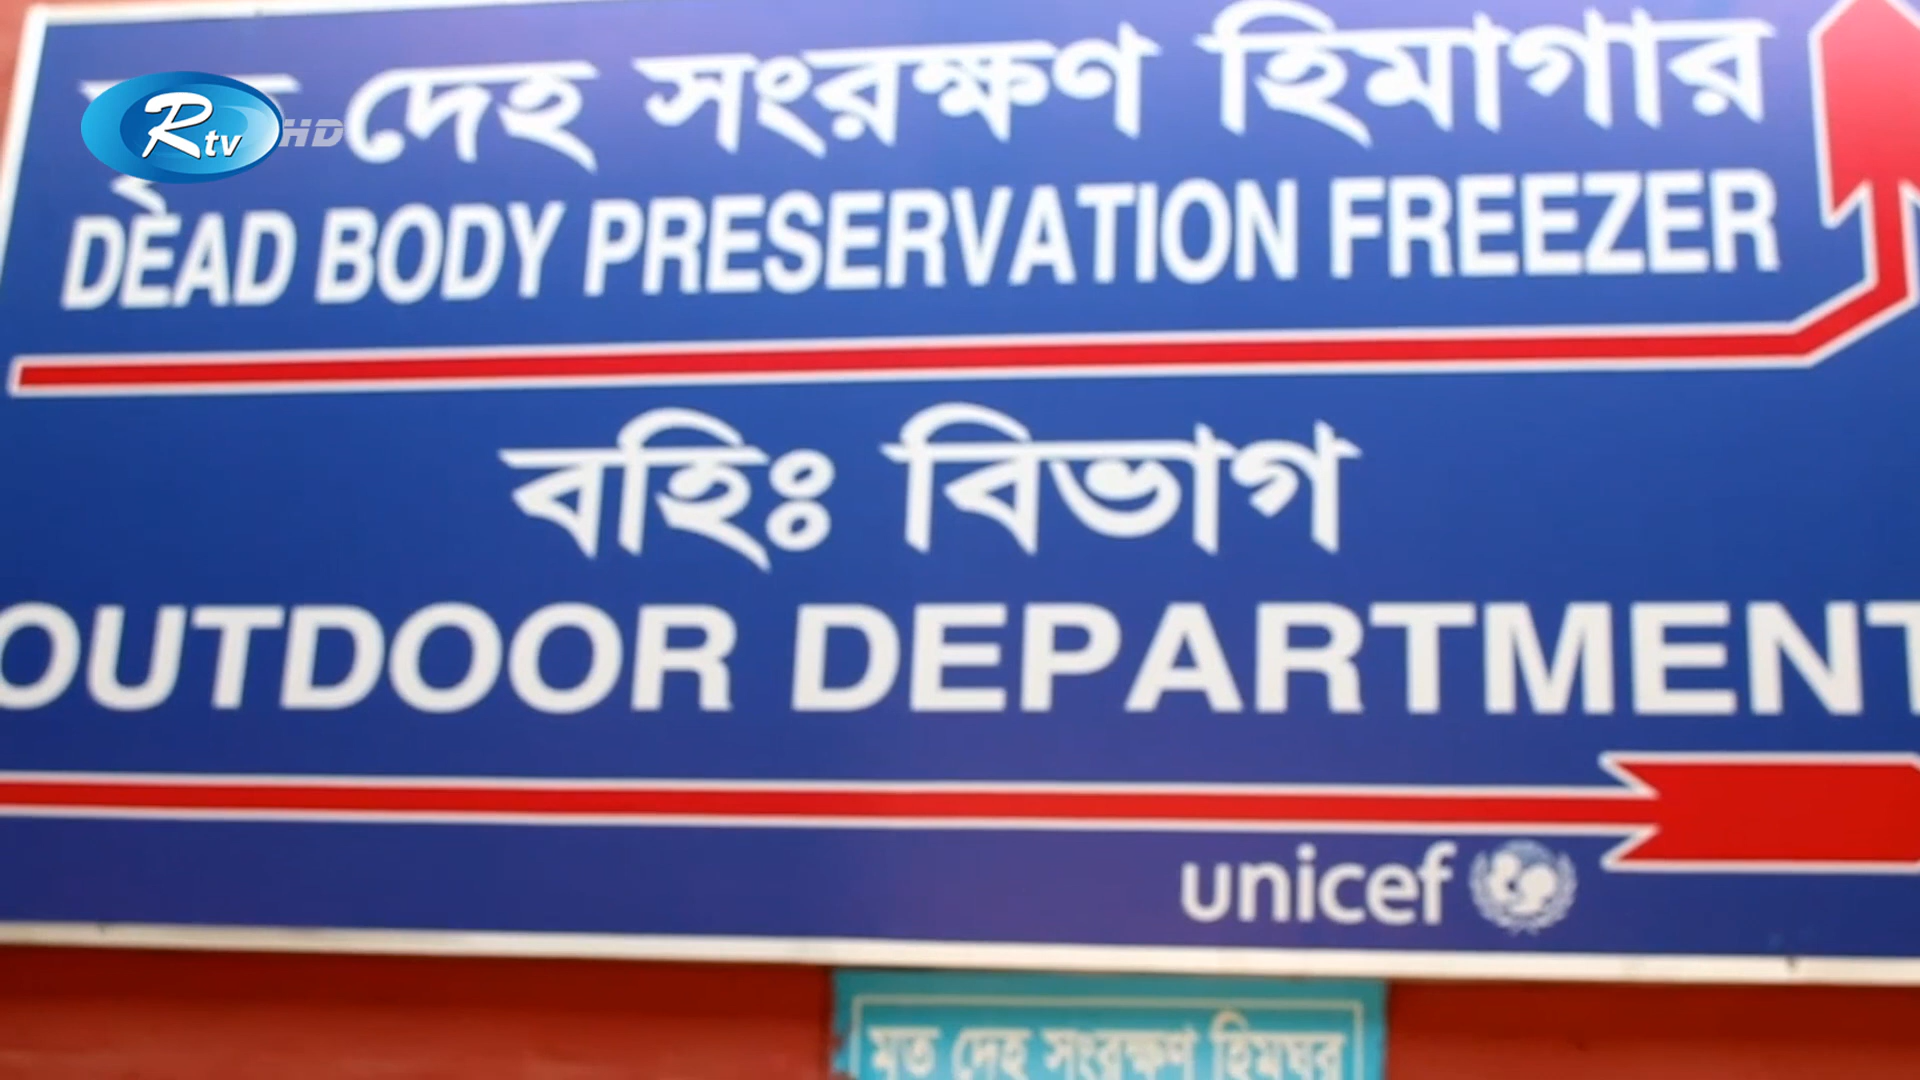 মৃত দেহ সংরক্ষণ হিমাগার
Rtv HD
DEAD BODY PRESERVATION FREEZER
বহিঃ বিভাগ
OUTDOOR DEPARTMENT
unicef
মৃত দেহ সংরক্ষণ হিমঘর